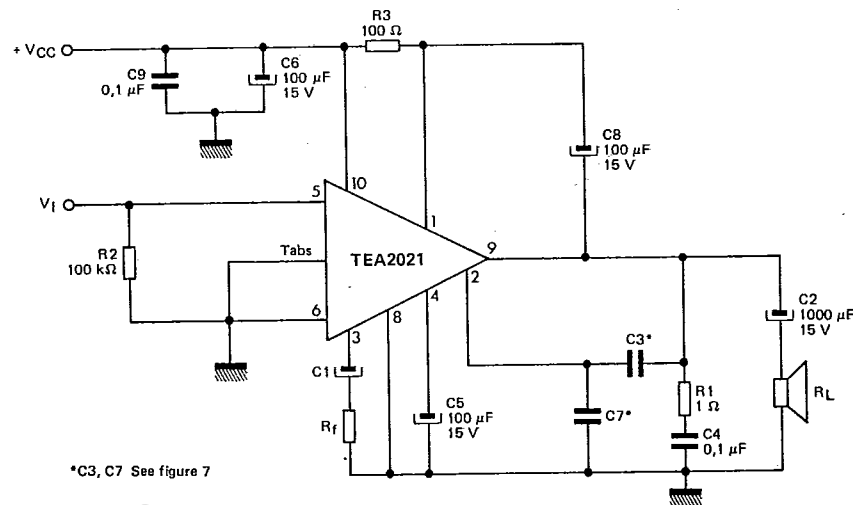 R3
100 Ω
+ VCC
C9
0,1 µF
C6
100 µF
15 V
C8
100 µF
15 V
10
5
VI
1
R2
100 kΩ
Tabs
TEA2021
9
2
6
4
8
3
C2
1000 µF
15 V
C3*
C1
R1
1 Ω
RL
Rf
C5
100 µF
15 V
C7*
C4
0,1 µF
*C3, C7 See figure 7